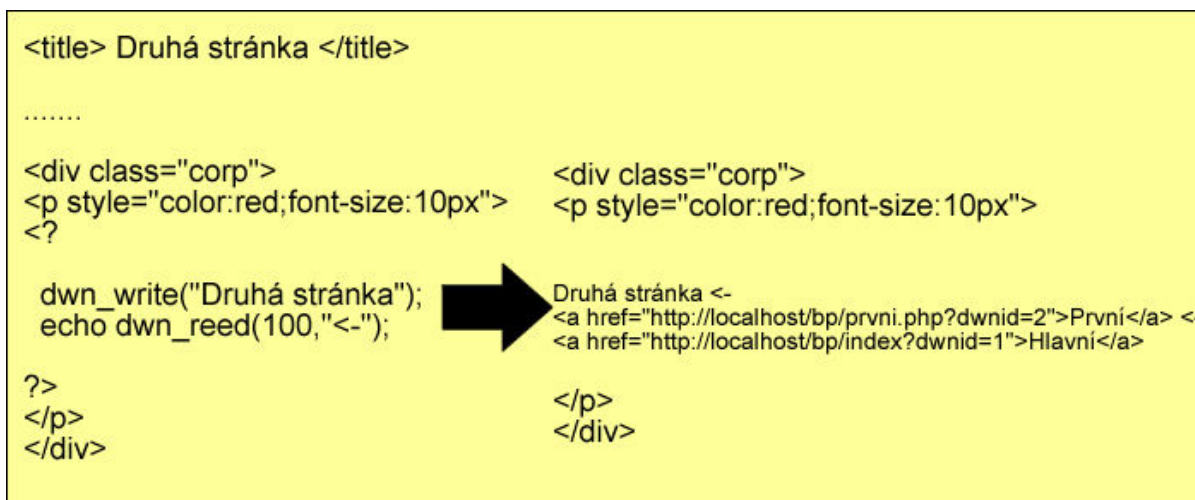 <title> Druhá stránka </title>
.......
<div class="corp">
<p style="color:red;font-size:10px">
<?
dwn_write("Druhá stránka");
echo dwn_reed(100,"<-");
?>
</p>
</div>
<div class="corp">
<p style="color:red;font-size:10px">
Druhá stránka <-
<a href="http://localhost/bp/prvni.php?dwnid=2">První</a> <-
<a href="http://localhost/bp/index?dwnid=1">Hlavní</a>
</p>
</div>